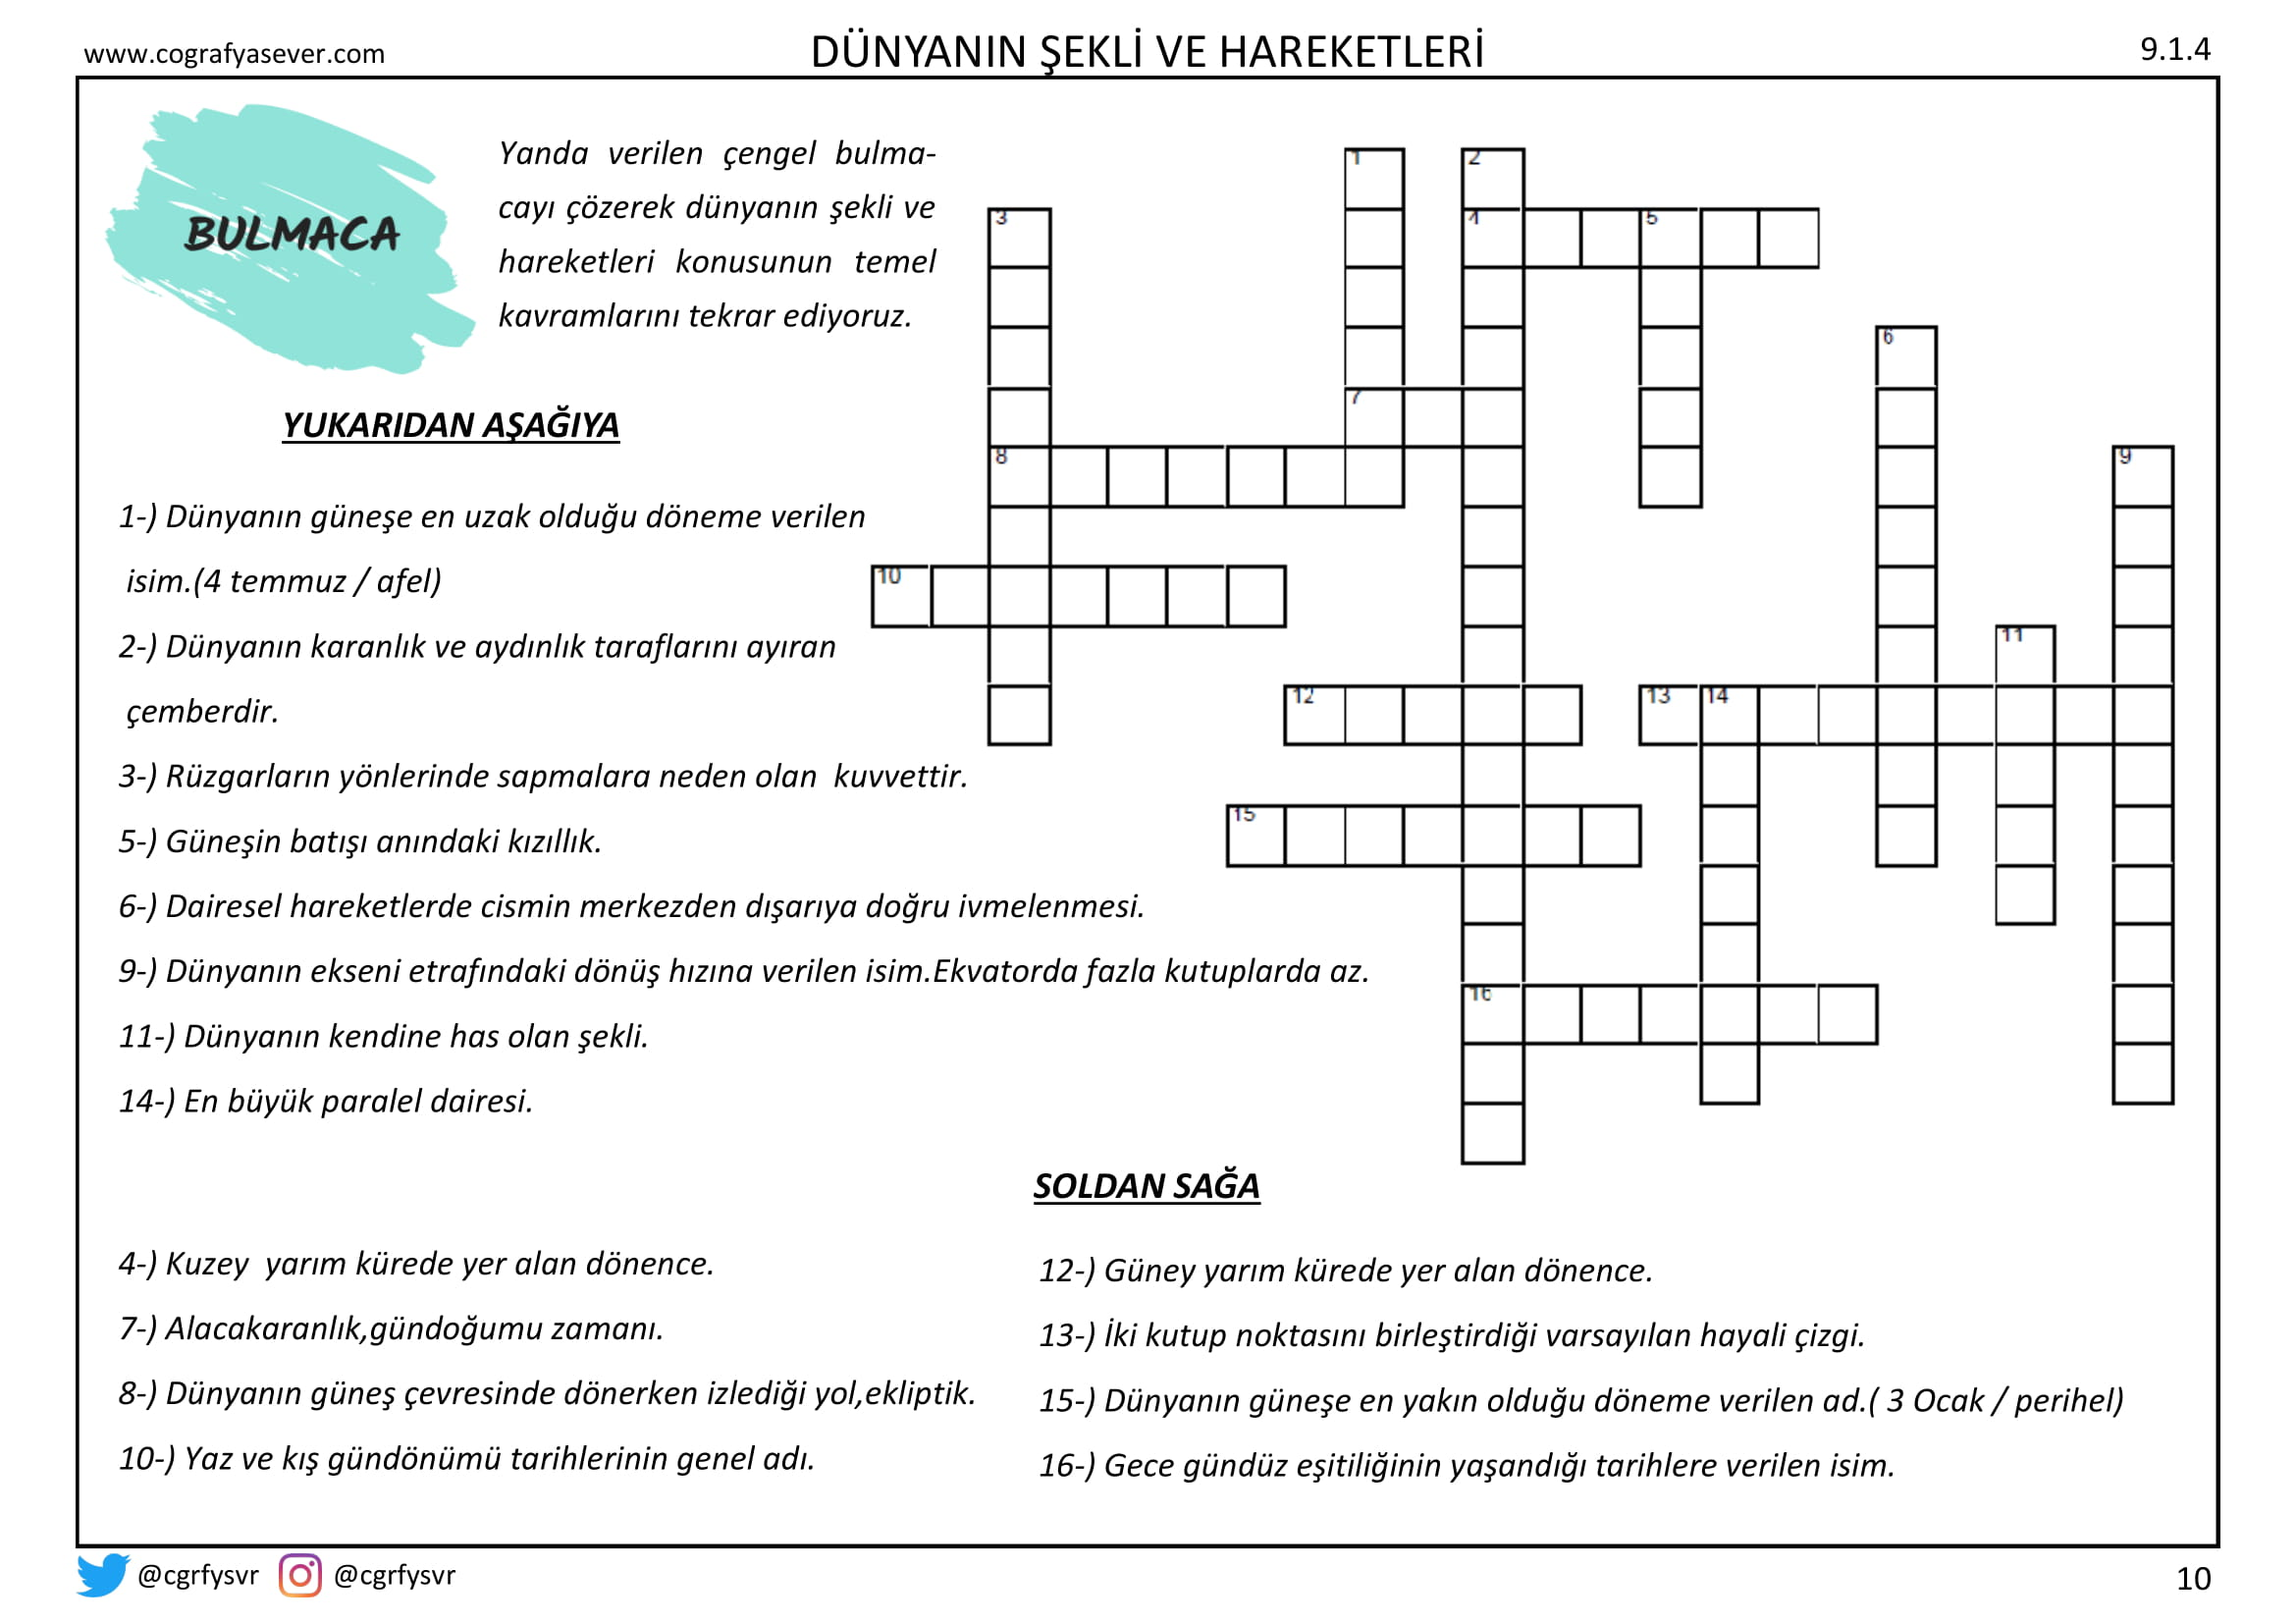 www.cografyasever.com
DÜNYANIN ŞEKLİ VE HAREKETLERİ
9.1.4
BULMACA
Yanda verilen çengel bulma-
cayı çözerek dünyanın şekli ve
hareketleri konusunun temel
kavramlarını tekrar ediyoruz.
1
2
3
4
5
6
7
8
9
10
11
12
13
14
15
16
YUKARIDAN AŞAĞIYA
1-) Dünyanın güneşe en uzak olduğu döneme verilen
isim.(4 temmuz / afel)
2-) Dünyanın karanlık ve aydınlık taraflarını ayıran
çemberdir.
3-) Rüzgarların yönlerinde sapmalara neden olan kuvvettir.
5-) Güneşin batışı anındaki kızıllık.
6-) Dairesel hareketlerde cismin merkezden dışarıya doğru ivmelenmesi.
9-) Dünyanın ekseni etrafındaki dönüş hızına verilen isim.Ekvatorda fazla kutuplarda az.
11-) Dünyanın kendine has olan şekli.
14-) En büyük paralel dairesi.
SOLDAN SAĞA
4-) Kuzey yarım kürede yer alan dönence.
7-) Alacakaranlık,gündoğumu zamanı.
8-) Dünyanın güneş çevresinde dönerken izlediği yol,ekliptik.
10-) Yaz ve kış gündönümü tarihlerinin genel adı.
12-) Güney yarım kürede yer alan dönence.
13-) İki kutup noktasını birleştirdiği varsayılan hayali çizgi.
15-) Dünyanın güneşe en yakın olduğu döneme verilen ad.( 3 Ocak / perihel)
16-) Gece gündüz eşitiliğinin yaşandığı tarihlere verilen isim.
@cgrfysvr
@cgrfysvr
10